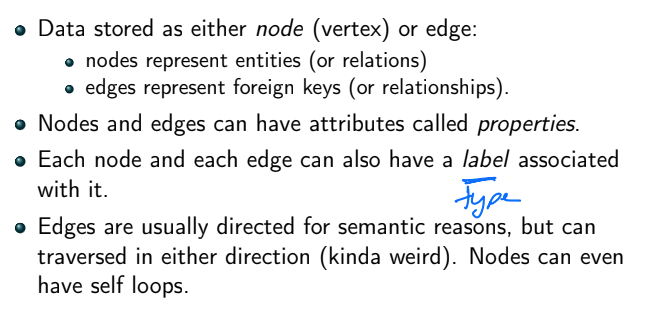 Data stored as either node (vertex) or edge:
nodes represent entities (or relations)
edges represent foreign keys (or relationships).
Nodes and edges can have attributes called properties.
Each node and each edge can also have a label associated
with it.
type
Edges are usually directed for semantic reasons, but can
traversed in either direction (kinda weird). Nodes can even
have self loops.